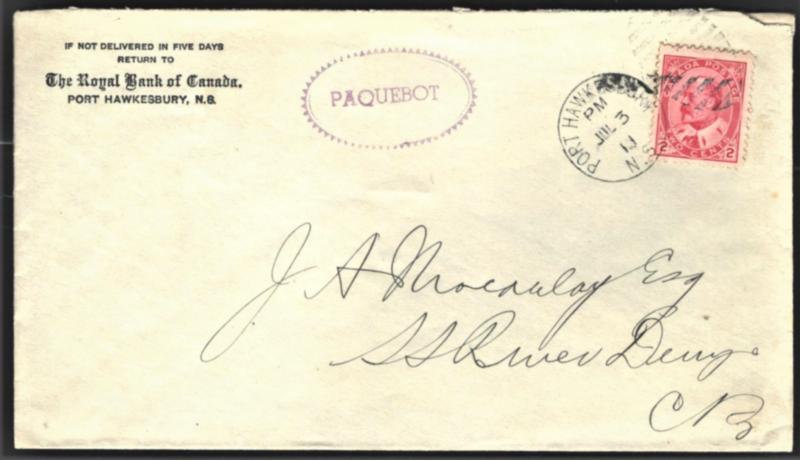 IF NOT DELIVERED IN FIVE DAYS
RETURN TO
The Royal Bank of Canada,
PORT HAWKESBURY, N.S.
PAQUEBOT
PORT HAWKESBURY
PM
JUL 3
N.S.
CANADA POSTAGE
2 TWO CENTS 2
J A Macaulay Esq
SS River Denys
CB